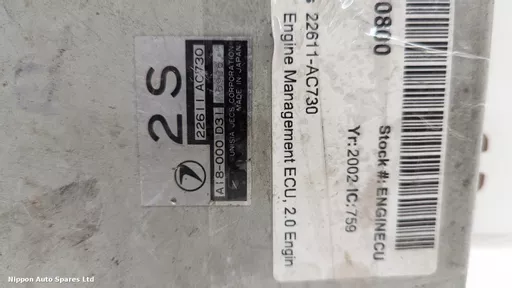 2S
22611 AC730
A18-000 D31
UNISIA JECS CORPORATION
MADE IN JAPAN
0800
Stock #: ENGINECU
Yr: 2002 IC: 759
22611-AC730
Engine Management ECU, 2.0 Engin
Nippon Auto Spares Ltd